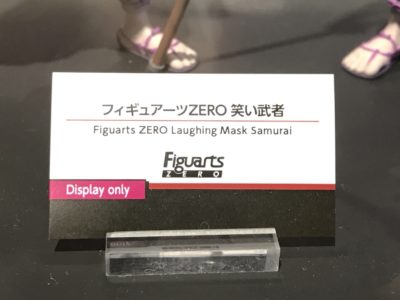 フィギュアーツZERO 笑い武者
Figuarts ZERO Laughing Mask Samurai
Figuarts
ZERO
Display only